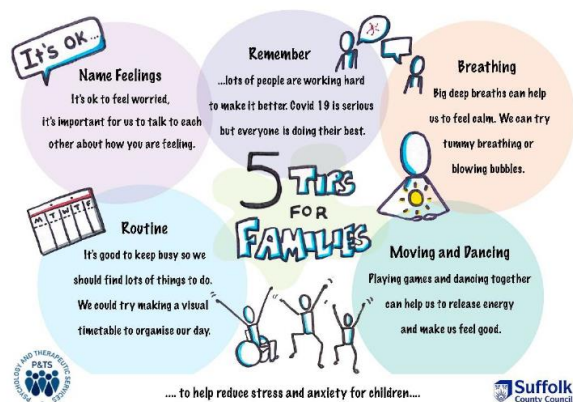 It's OK...
Name Feelings
It's ok to feel worried,
it's important for us to talk to each
other about how you are feeling.
Remember
...lots of people are working hard
to make it better. Covid 19 is serious
but everyone is doing their best.
Breathing
Big deep breaths can help
us to feel calm. We can try
tummy breathing or
blowing bubbles.
5 TIPS
FOR
FAMILIES
M T W T F
Routine
It's good to keep busy so we
should find lots of things to do.
We could try making a visual
timetable to organise our day.
Moving and Dancing
Playing games and dancing together
can help us to release energy
and make us feel good.
PSYCHOLOGY AND THERAPEUTIC SERVICES
P&TS
.... to help reduce stress and anxiety for children....
Suffolk
County Council